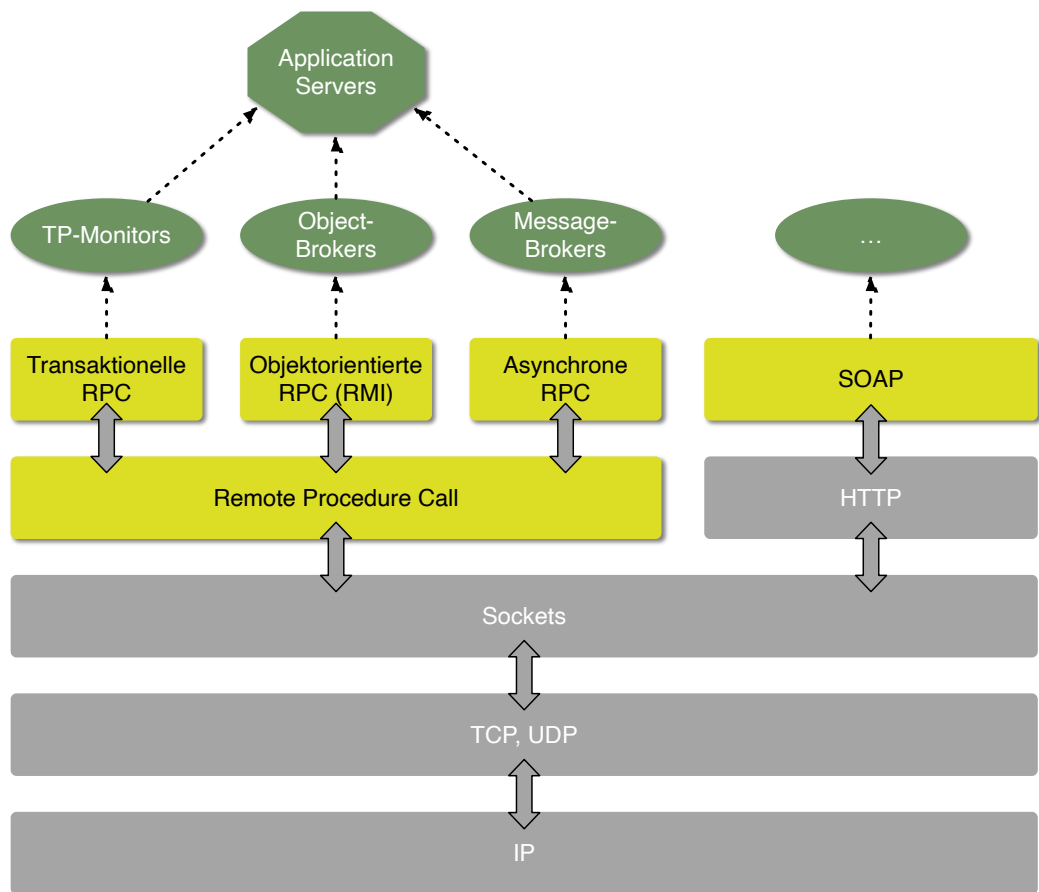 Application
Servers
TP-Monitors
Object-
Brokers
Message-
Brokers
…
Transaktionelle
RPC
Objektorientierte
RPC (RMI)
Asynchrone
RPC
SOAP
Remote Procedure Call
HTTP
Sockets
TCP, UDP
IP